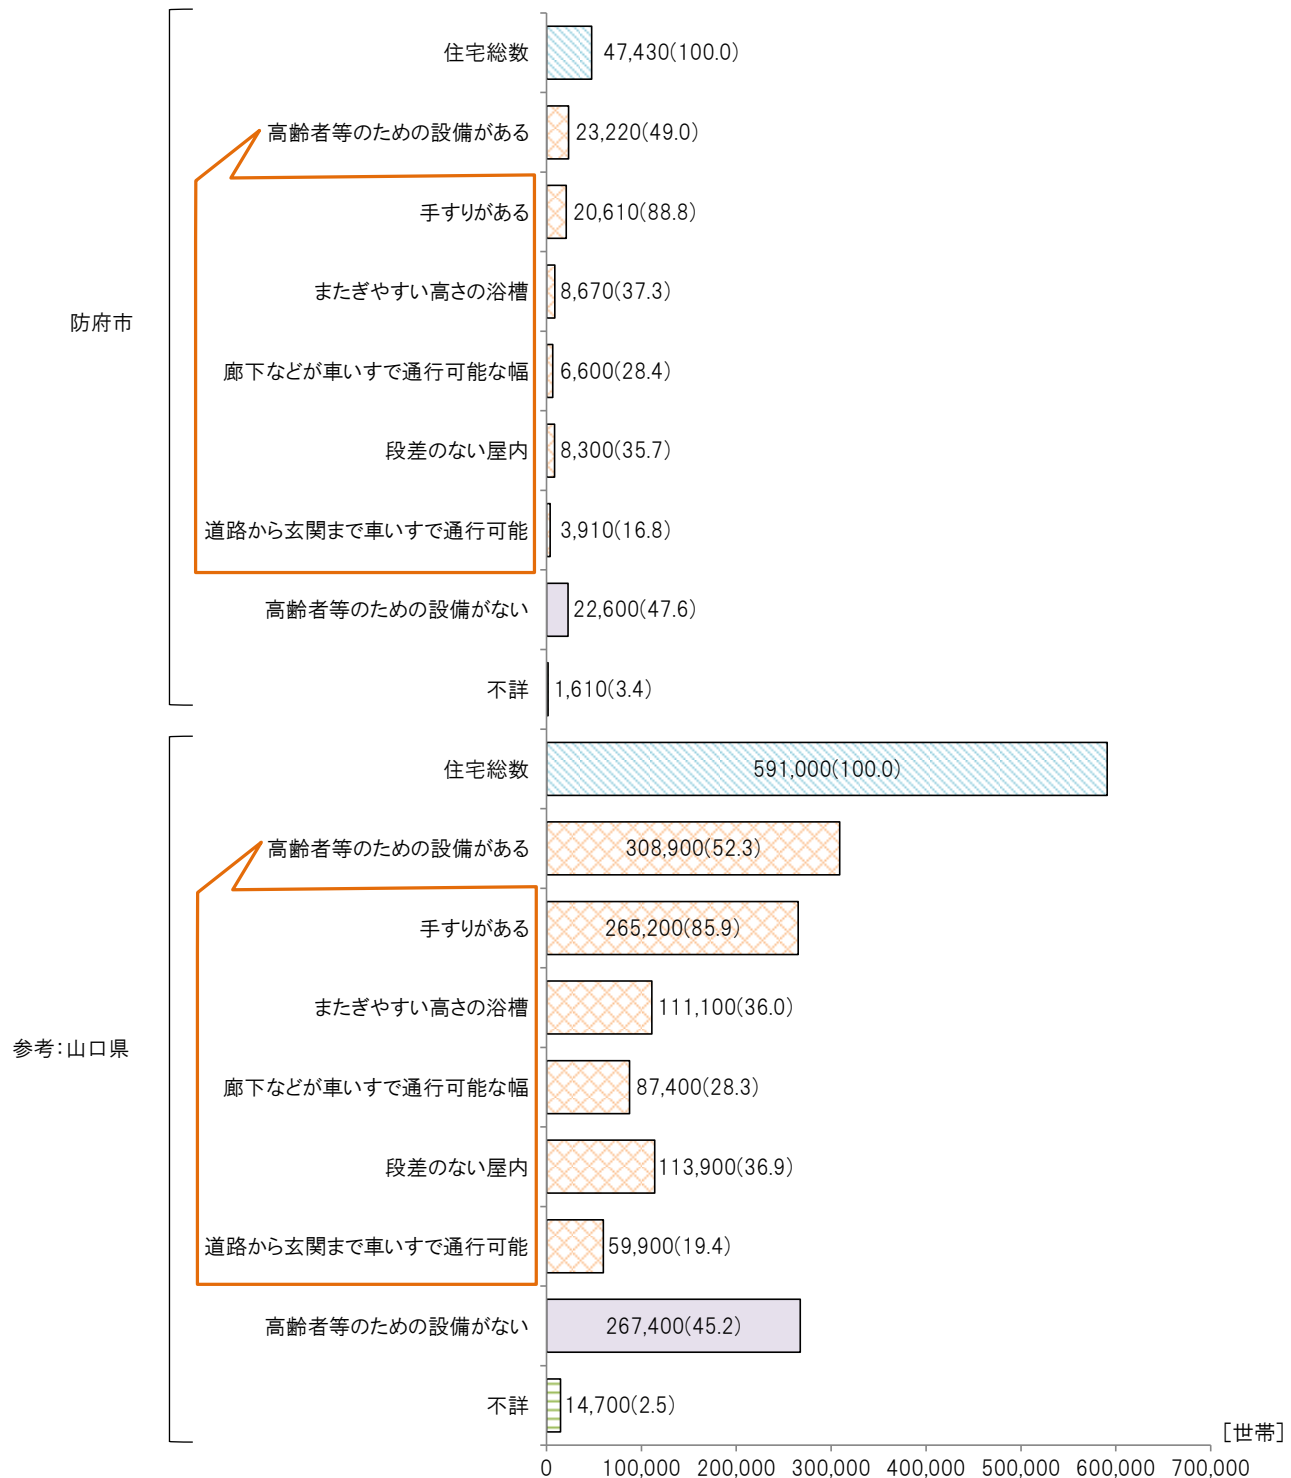 住宅総数 47,430(100.0)
高齢者等のための設備がある 23,220(49.0)
手すりがある 20,610(88.8)
またぎやすい高さの浴槽 8,670(37.3)
防府市
廊下などが車いすで通行可能な幅 6,600(28.4)
段差のない屋内 8,300(35.7)
道路から玄関まで車いすで通行可能 3,910(16.8)
高齢者等のための設備がない 22,600(47.6)
不詳 1,610(3.4)
住宅総数 591,000(100.0)
高齢者等のための設備がある 308,900(52.3)
手すりがある 265,200(85.9)
またぎやすい高さの浴槽 111,100(36.0)
参考:山口県
廊下などが車いすで通行可能な幅 87,400(28.3)
段差のない屋内 113,900(36.9)
道路から玄関まで車いすで通行可能 59,900(19.4)
高齢者等のための設備がない 267,400(45.2)
不詳 14,700(2.5)
[世帯]
0 100,000 200,000 300,000 400,000 500,000 600,000 700,000